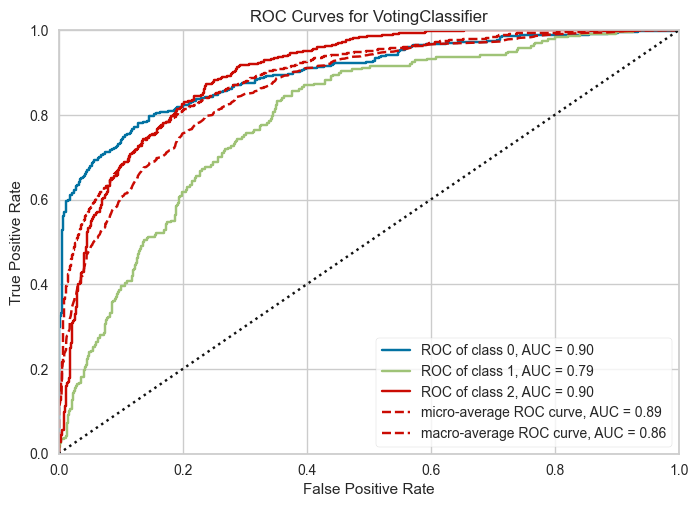 ROC Curves for VotingClassifier
True Positive Rate
1.0
0.8
0.6
0.4
0.2
0.0
ROC of class 0, AUC = 0.90
ROC of class 1, AUC = 0.79
ROC of class 2, AUC = 0.90
micro-average ROC curve, AUC = 0.89
macro-average ROC curve, AUC = 0.86
0.0 0.2 0.4 0.6 0.8 1.0
False Positive Rate